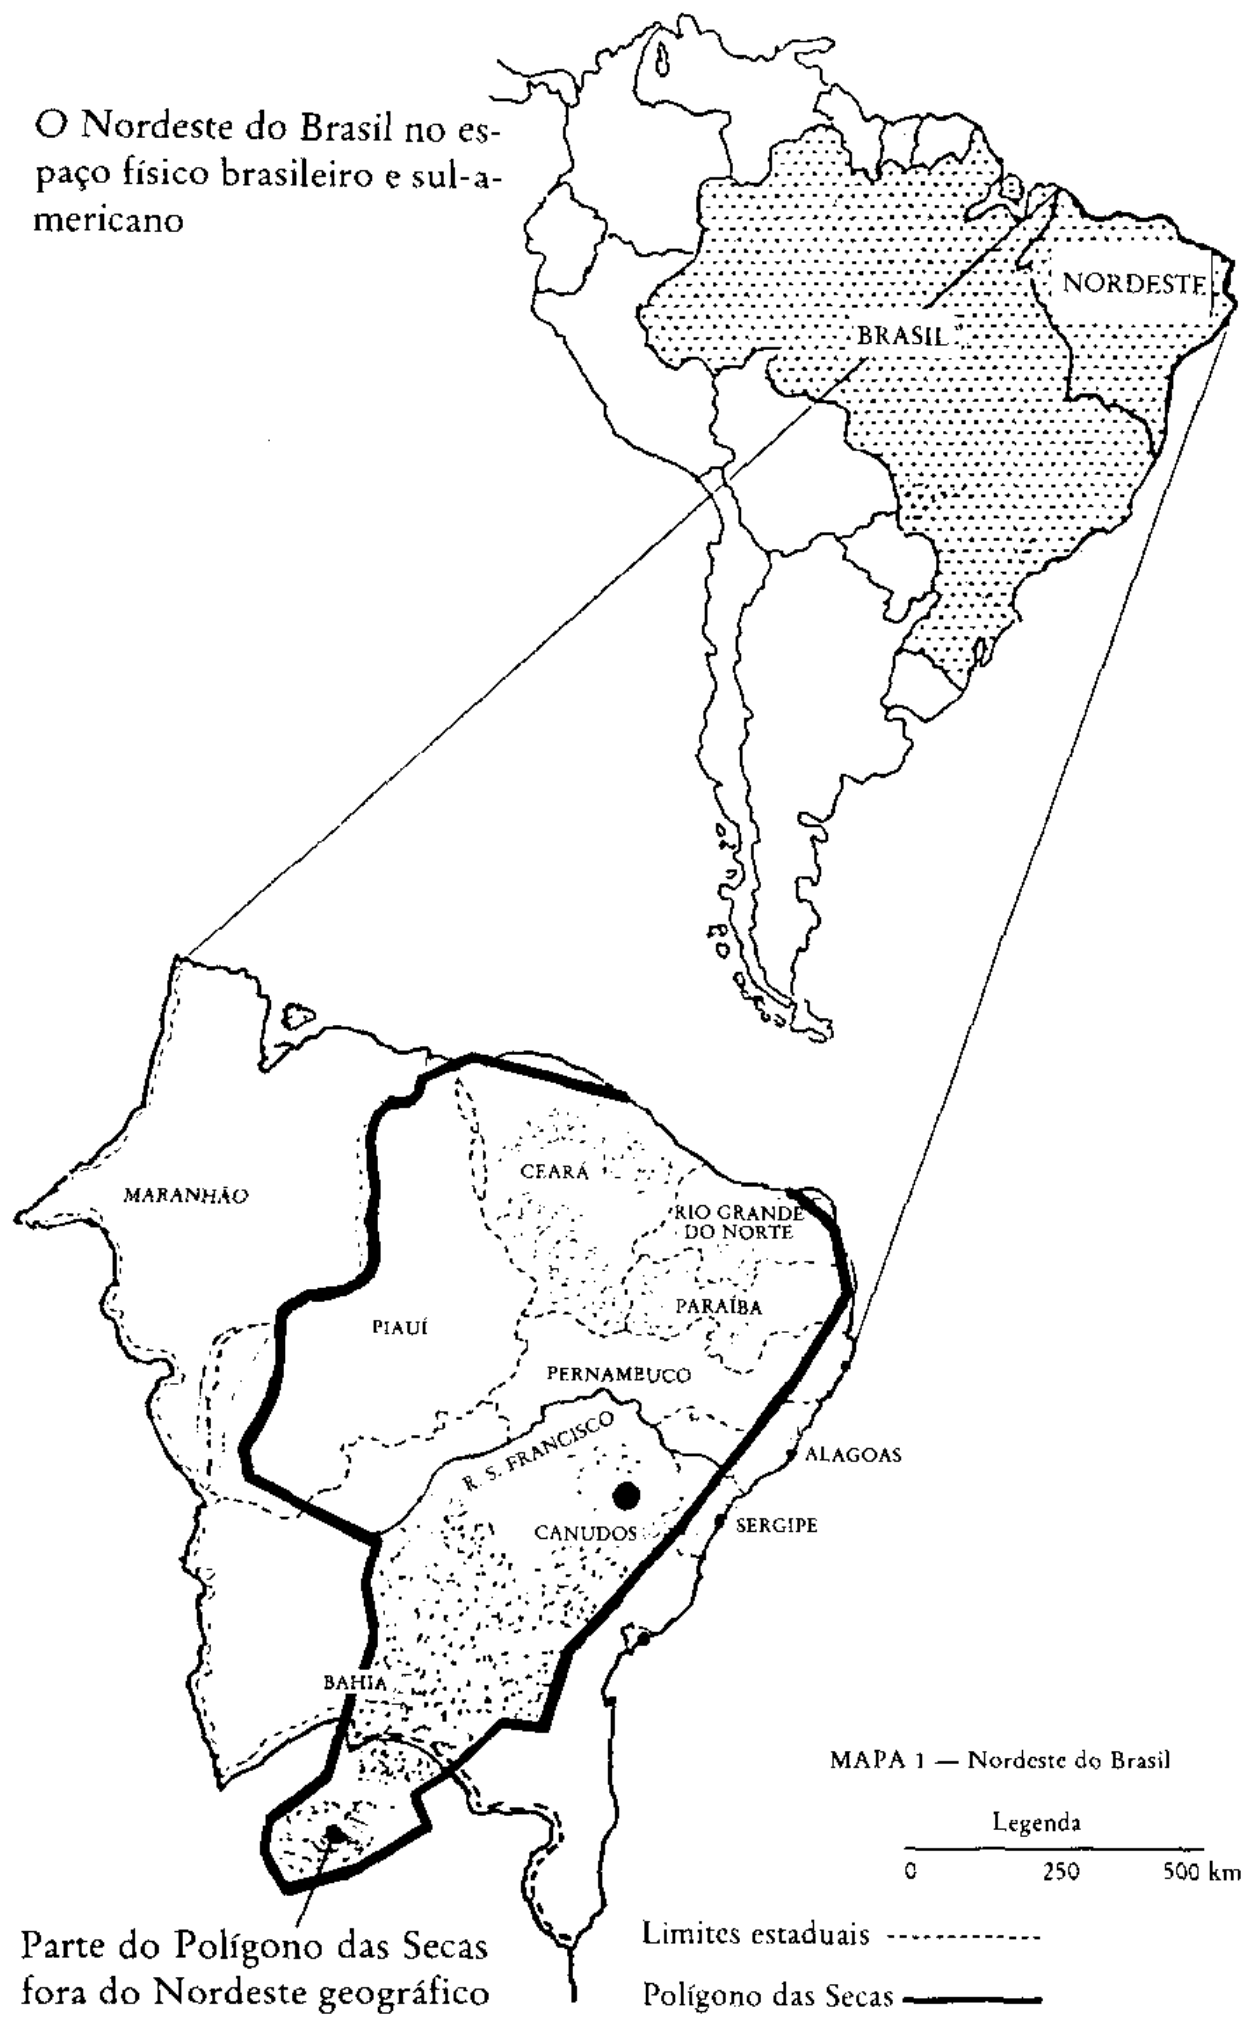 O Nordeste do Brasil no es-
paço físico brasileiro e sul-a-
mericano
NORDESTE
BRASIL
MARANHÃO
CEARÁ
RIO GRANDE
DO NORTE
PARAÍBA
PIAUÍ
PERNAMBUCO
R. S. FRANCISCO
ALAGOAS
CANUDOS
SERGIPE
BAHIA
MAPA 1 — Nordeste do Brasil
Legenda
0 250 500 km
Limites estaduais
Polígono das Secas
Parte do Polígono das Secas
fora do Nordeste geográfico